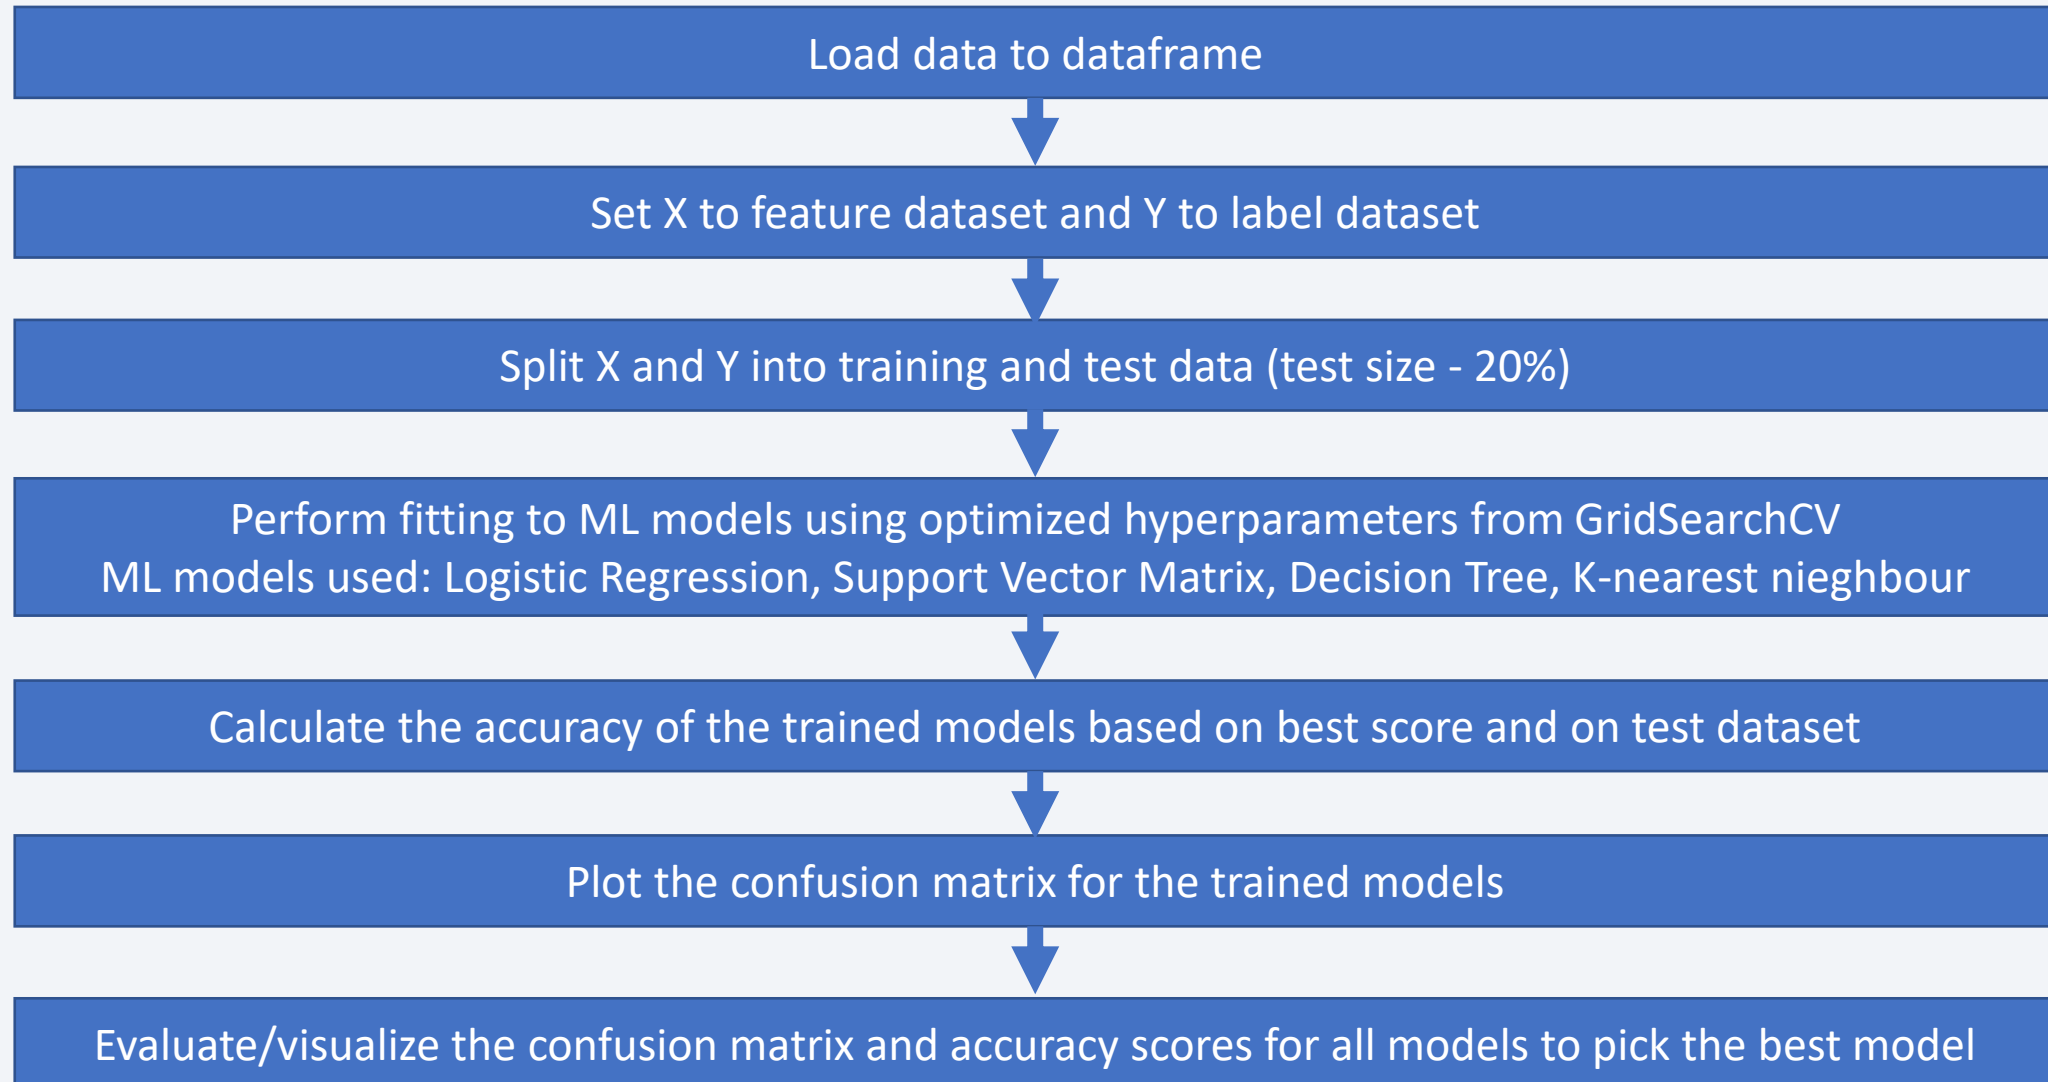 Load data to dataframe
Set X to feature dataset and Y to label dataset
Split X and Y into training and test data (test size - 20%)
Perform fitting to ML models using optimized hyperparameters from GridSearchCV
ML models used: Logistic Regression, Support Vector Matrix, Decision Tree, K-nearest nieghbour
Calculate the accuracy of the trained models based on best score and on test dataset
Plot the confusion matrix for the trained models
Evaluate/visualize the confusion matrix and accuracy scores for all models to pick the best model